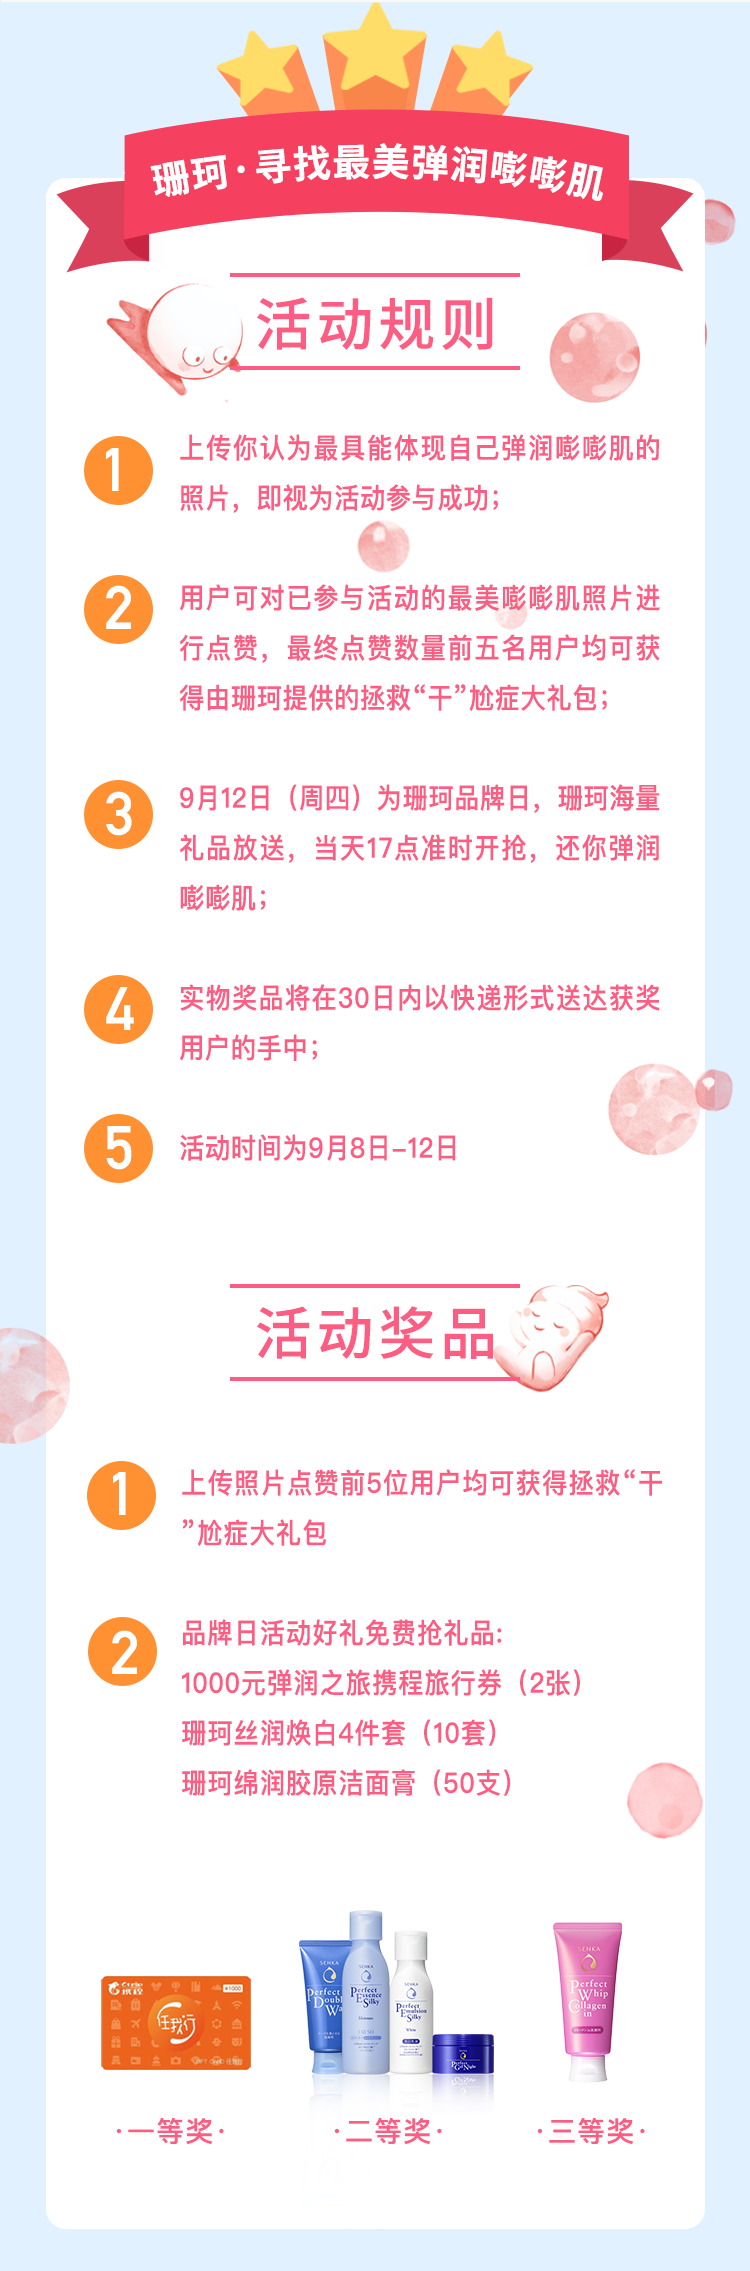 珊珂·寻找最美弹润嘭嘭肌
活动规则
1
上传你认为最具能体现自己弹润嘭嘭肌的
照片，即视为活动参与成功；
2
用户可对已参与活动的最美嘭嘭肌照片进
行点赞，最终点赞数量前五名用户均可获
得由珊珂提供的拯救“干”尬症大礼包；
3
9月12日（周四）为珊珂品牌日，珊珂海量
礼品放送，当天17点准时开抢，还你弹润
嘭嘭肌；
4
实物奖品将在30日内以快递形式送达获奖
用户的手中；
5
活动时间为9月8日–12日
活动奖品
1
上传照片点赞前5位用户均可获得拯救“干
”尬症大礼包
2
品牌日活动好礼免费抢礼品:
1000元弹润之旅携程旅行券（2张）
珊珂丝润焕白4件套（10套）
珊珂绵润胶原洁面膏（50支）
携程
¥1000
任我行
SENKA
Perfect
Doubl
Wa
SENKA
Perfect
Essence
Silky
SENKA
Perfect
Emulsion
Silky
White
Perfect
Gel Night
SENKA
Perfect
Whip
Collagen
in
·一等奖·
·二等奖·
·三等奖·